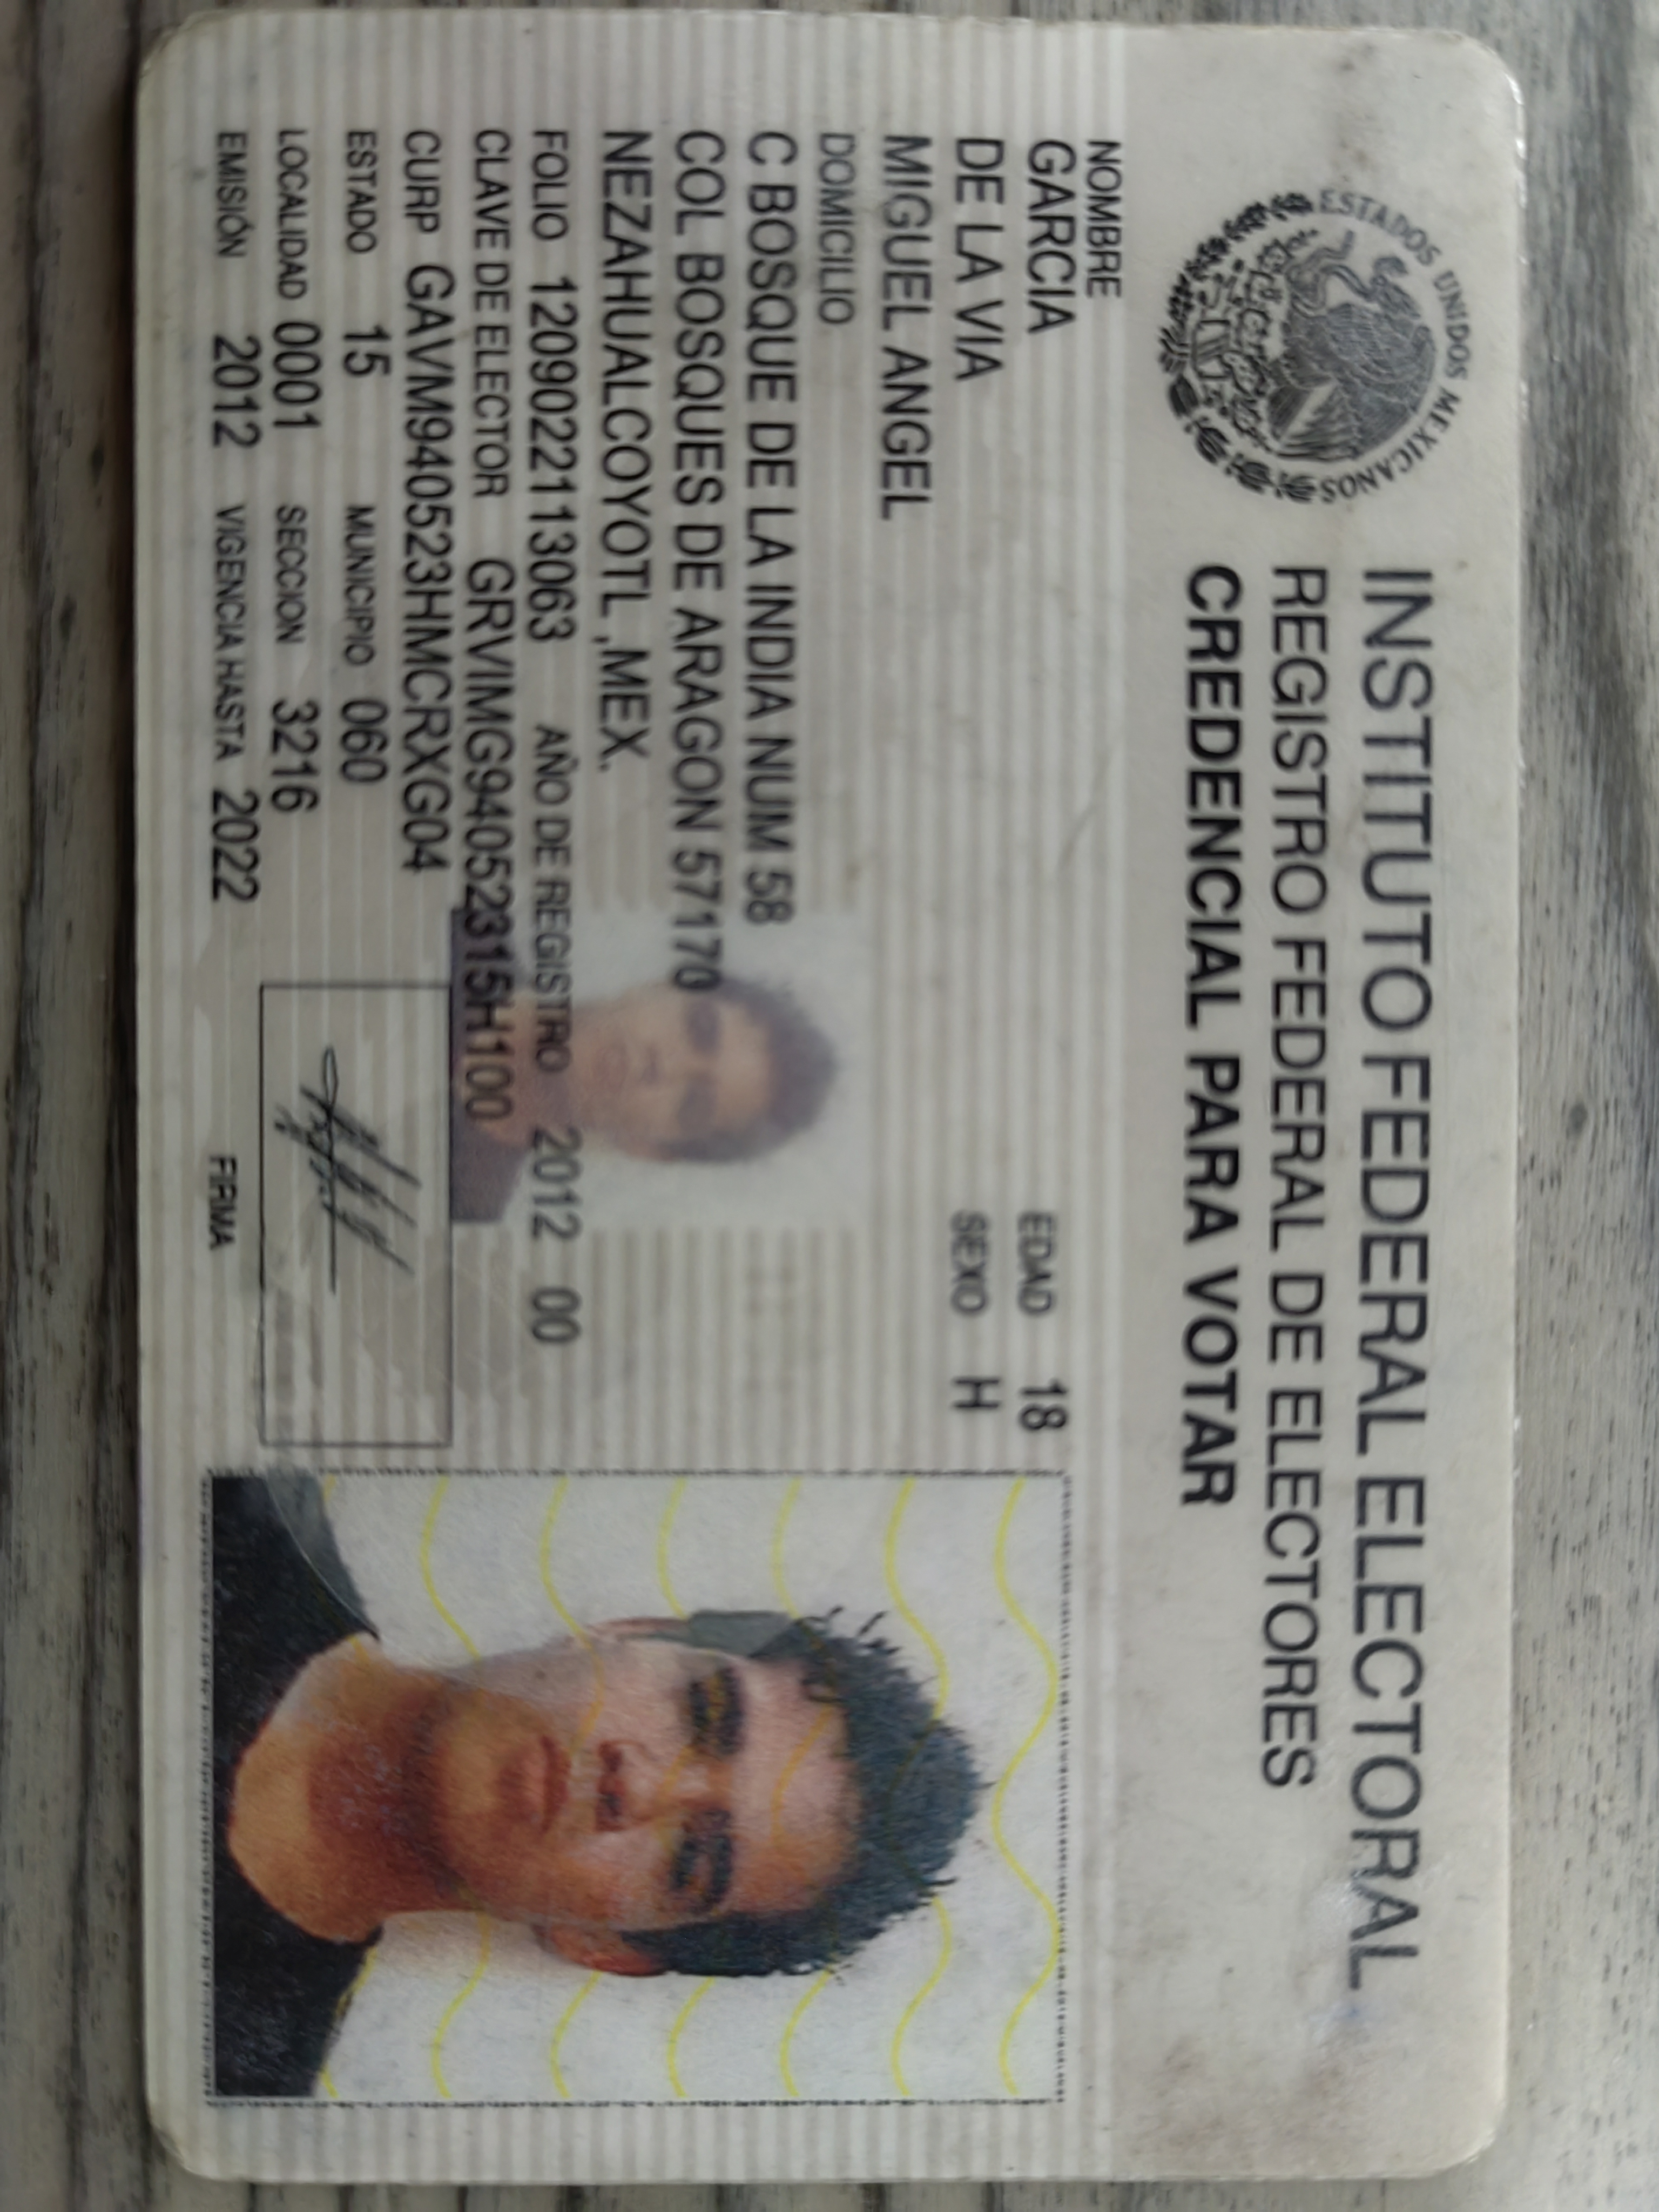 ESTADOS UNIDOS MEXICANOS
INSTITUTO FEDERAL ELECTORAL
REGISTRO FEDERAL DE ELECTORES
CREDENCIAL PARA VOTAR
NOMBRE
GARCIA
DE LA VIA
MIGUEL ANGEL
EDAD 18
SEXO H
DOMICILIO
C BOSQUE DE LA INDIA NUM 58
COL BOSQUES DE ARAGON 57170
NEZAHUALCOYOTL ,MEX.
FOLIO 1209022113063 AÑO DE REGISTRO 2012 00
CLAVE DE ELECTOR GRVIMG94052315H100
CURP GAVM940523HMCRXG04
ESTADO 15 MUNICIPIO 060
LOCALIDAD 0001 SECCION 3216
EMISIÓN 2012 VIGENCIA HASTA 2022
FIRMA